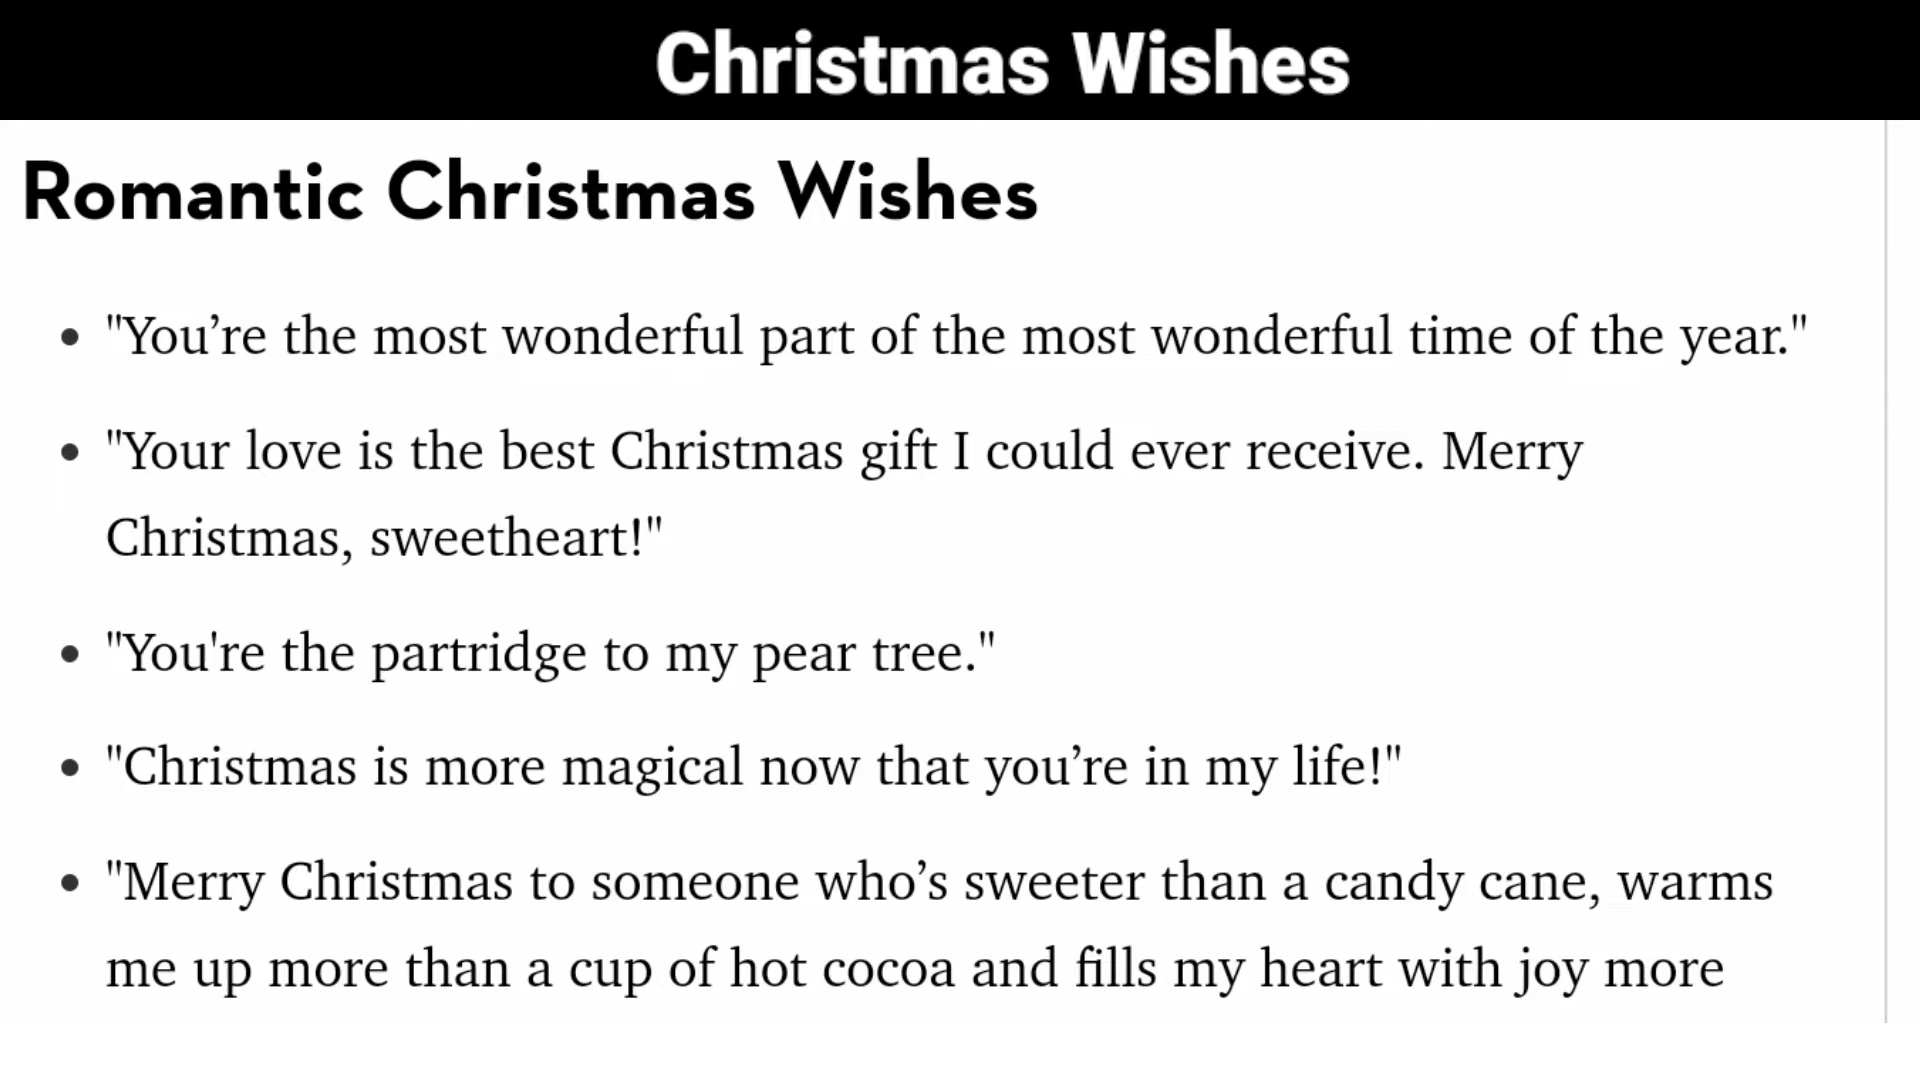 Christmas Wishes
Romantic Christmas Wishes
• "You’re the most wonderful part of the most wonderful time of the year."
• "Your love is the best Christmas gift I could ever receive. Merry
Christmas, sweetheart!"
• "You're the partridge to my pear tree."
• "Christmas is more magical now that you’re in my life!"
• "Merry Christmas to someone who’s sweeter than a candy cane, warms
me up more than a cup of hot cocoa and fills my heart with joy more